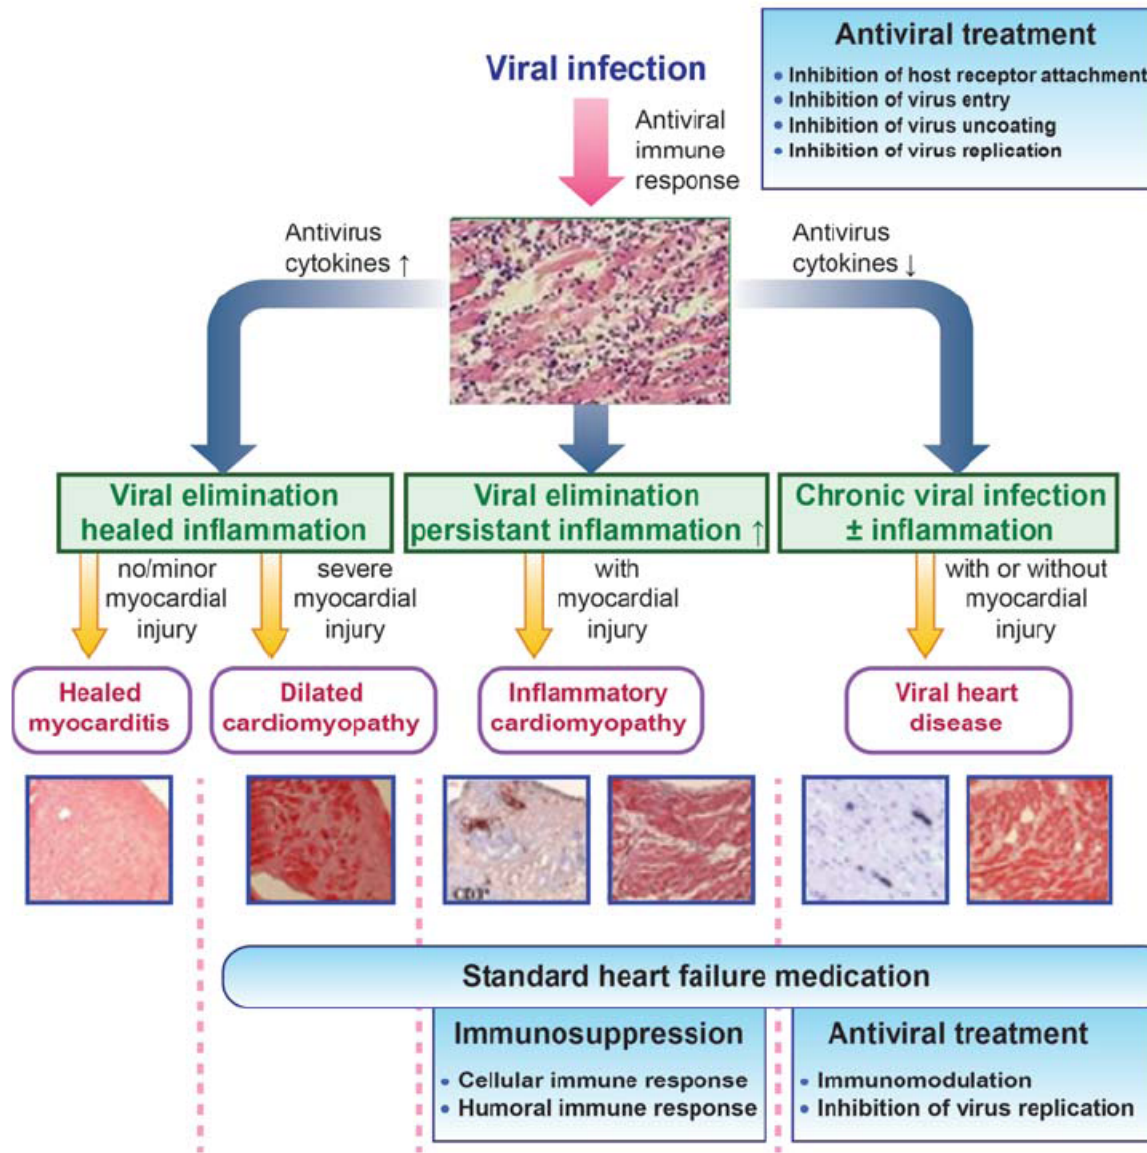 Viral infection
Antiviral
immune
response
Antiviral treatment
• Inhibition of host receptor attachment
• Inhibition of virus entry
• Inhibition of virus uncoating
• Inhibition of virus replication
Antivirus
cytokines ↑
Antivirus
cytokines ↓
Viral elimination
healed inflammation
Viral elimination
persistant inflammation ↑
Chronic viral infection
± inflammation
no/minor
myocardial
injury
severe
myocardial
injury
with
myocardial
injury
with or without
myocardial
injury
Healed
myocarditis
Dilated
cardiomyopathy
Inflammatory
cardiomyopathy
Viral heart
disease
Standard heart failure medication
Immunosuppression
• Cellular immune response
• Humoral immune response
Antiviral treatment
• Immunomodulation
• Inhibition of virus replication